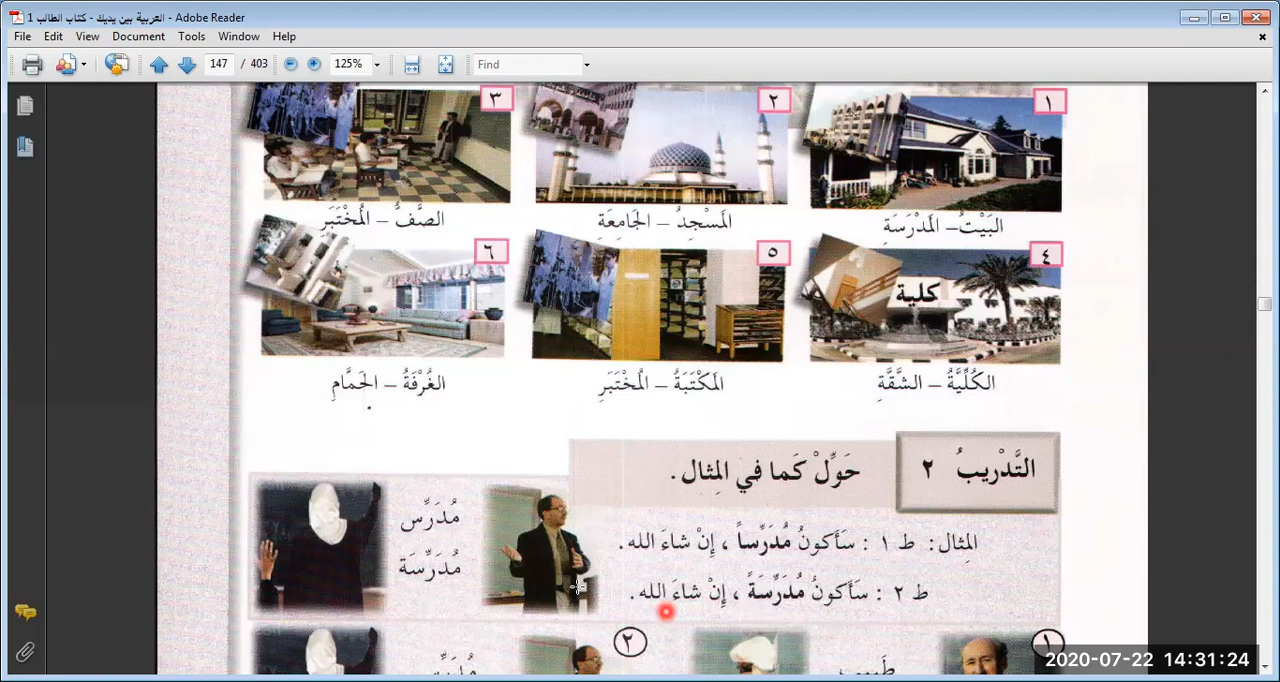 العربية بين يديك - كتاب الطالب 1 - Adobe Reader
File Edit View Document Tools Window Help
147 / 403 125% Find
١ ٢ ٣
البَيْتُ – المَدْرَسَةِ
المَسْجِدُ – الجَامِعَةِ
الصَّفُّ – المُخْتَبَرِ
٤ ٥ ٦
كلية
الكُلِّيَّةُ – الشَّقَّةِ
المَكْتَبَةُ – المُخْتَبَرِ
الغُرْفَةُ – الحَمَّامِ
التَّدْرِيبُ ٢ حَوِّلْ كَما في المِثال.
المِثال: ط ١ : سَأَكونُ مُدَرِّساً ، إِنْ شاءَ الله.
مُدَرِّس
ط ٢ : سَأَكونُ مُدَرِّسَةً ، إِنْ شاءَ الله.
مُدَرِّسَة
١ ٢
2020-07-22 14:31:24